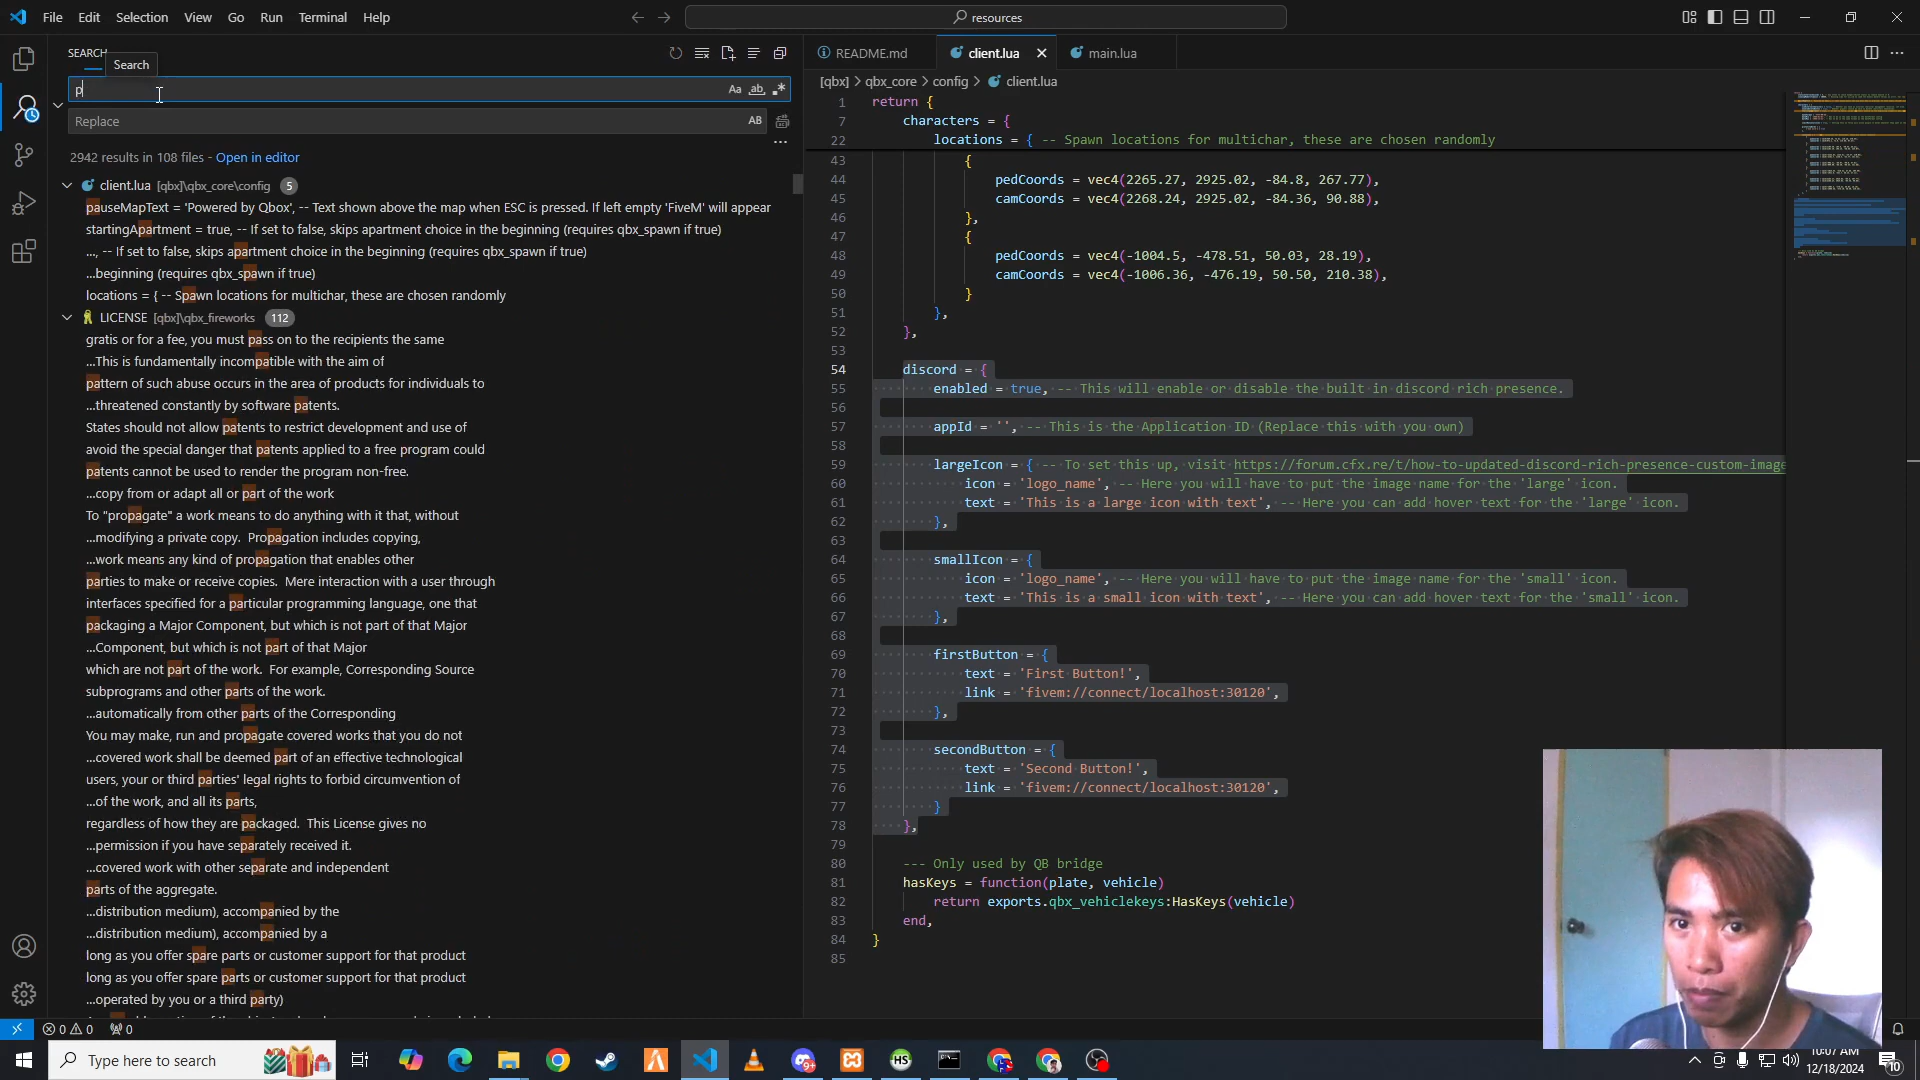 File Edit Selection View Go Run Terminal Help
resources
SEARCH
Search
p
Aa ab
Replace
AB
2942 results in 108 files - Open in editor
client.lua [qbx]\qbx_core\config 5
pauseMapText = 'Powered by Qbox', -- Text shown above the map when ESC is pressed. If left empty 'FiveM' will appear
startingApartment = true, -- If set to false, skips apartment choice in the beginning (requires qbx_spawn if true)
..., -- If set to false, skips apartment choice in the beginning (requires qbx_spawn if true)
...beginning (requires qbx_spawn if true)
locations = { -- Spawn locations for multichar, these are chosen randomly
LICENSE [qbx]\qbx_fireworks 112
gratis or for a fee, you must pass on to the recipients the same
...This is fundamentally incompatible with the aim of
pattern of such abuse occurs in the area of products for individuals to
...threatened constantly by software patents.
States should not allow patents to restrict development and use of
avoid the special danger that patents applied to a free program could
patents cannot be used to render the program non-free.
...copy from or adapt all or part of the work
To "propagate" a work means to do anything with it that, without
...modifying a private copy. Propagation includes copying,
...work means any kind of propagation that enables other
parties to make or receive copies. Mere interaction with a user through
interfaces specified for a particular programming language, one that
packaging a Major Component, but which is not part of that Major
...Component, but which is not part of that Major
which are not part of the work. For example, Corresponding Source
subprograms and other parts of the work.
...automatically from other parts of the Corresponding
You may make, run and propagate covered works that you do not
...covered work shall be deemed part of an effective technological
users, your or third parties' legal rights to forbid circumvention of
...of the work, and all its parts,
regardless of how they are packaged. This License gives no
...permission if you have separately received it.
...covered work with other separate and independent
parts of the aggregate.
...distribution medium), accompanied by the
...distribution medium), accompanied by a
long as you offer spare parts or customer support for that product
long as you offer spare parts or customer support for that product
...operated by you or a third party)
README.md client.lua main.lua
[qbx] > qbx_core > config > client.lua
1 return {
7 characters = {
22 locations = { -- Spawn locations for multichar, these are chosen randomly
43 {
44 pedCoords = vec4(2265.27, 2925.02, -84.8, 267.77),
45 camCoords = vec4(2268.24, 2925.02, -84.36, 90.88),
46 },
47 {
48 pedCoords = vec4(-1004.5, -478.51, 50.03, 28.19),
49 camCoords = vec4(-1006.36, -476.19, 50.50, 210.38),
50 }
51 },
52 },
53
54 discord = {
55 enabled = true, -- This will enable or disable the built in discord rich presence.
56
57 appId = '', -- This is the Application ID (Replace this with you own)
58
59 largeIcon = { -- To set this up, visit https://forum.cfx.re/t/how-to-updated-discord-rich-presence-custom-image
60 icon = 'logo_name', -- Here you will have to put the image name for the 'large' icon.
61 text = 'This is a large icon with text', -- Here you can add hover text for the 'large' icon.
62 },
63
64 smallIcon = {
65 icon = 'logo_name', -- Here you will have to put the image name for the 'small' icon.
66 text = 'This is a small icon with text', -- Here you can add hover text for the 'small' icon.
67 },
68
69 firstButton = {
70 text = 'First Button!',
71 link = 'fivem://connect/localhost:30120',
72 },
73
74 secondButton = {
75 text = 'Second Button!',
76 link = 'fivem://connect/localhost:30120',
77 }
78 },
79
80 --- Only used by QB bridge
81 hasKeys = function(plate, vehicle)
82 return exports.qbx_vehiclekeys:HasKeys(vehicle)
83 end,
84 }
85
0 0 0
Type here to search
HS
10:07 AM
12/18/2024
10